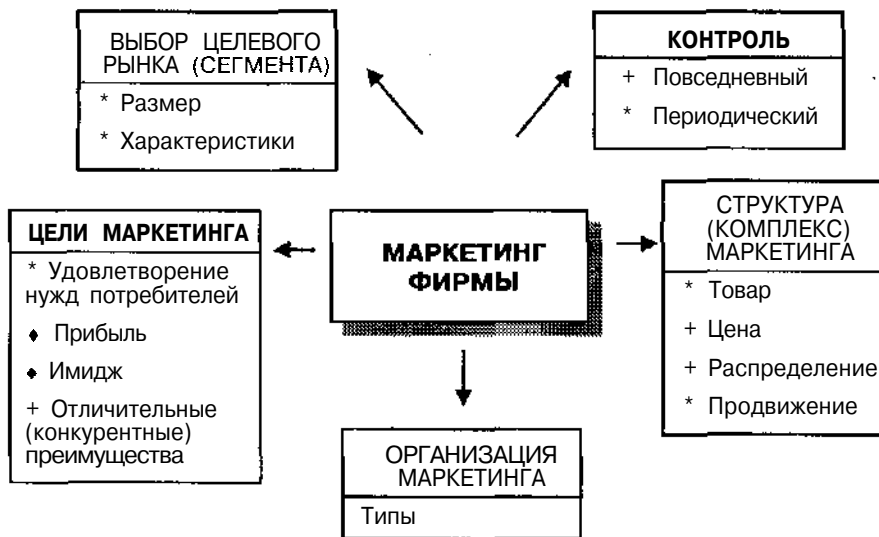 ВЫБОР ЦЕЛЕВОГО
РЫНКА (СЕГМЕНТА)
* Размер
* Характеристики
КОНТРОЛЬ
+ Повседневный
* Периодический
ЦЕЛИ МАРКЕТИНГА
* Удовлетворение
нужд потребителей
♦ Прибыль
♦ Имидж
+ Отличительные
(конкурентные)
преимущества
МАРКЕТИНГ
ФИРМЫ
СТРУКТУРА
(КОМПЛЕКС)
МАРКЕТИНГА
* Товар
+ Цена
+ Распределение
* Продвижение
ОРГАНИЗАЦИЯ
МАРКЕТИНГА
Типы